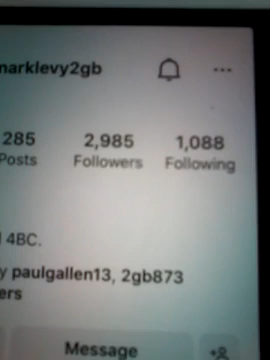 marklevy2gb
285 2,985 1,088
Posts Followers Following
4BC.
paulgallen13, 2gb873
ers
Message